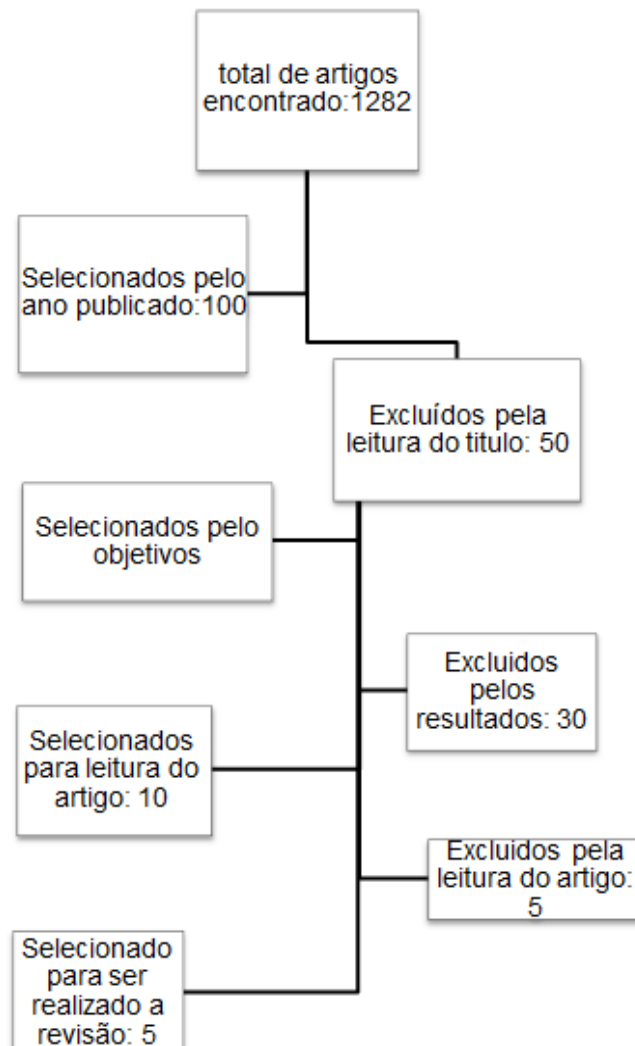 total de artigos
encontrado:1282
Selecionados pelo
ano publicado:100
Excluídos pela
leitura do titulo: 50
Selecionados pelo
objetivos
Excluidos
pelos
resultados: 30
Selecionados
para leitura do
artigo: 10
Excluidos pela
leitura do artigo:
5
Selecionado
para ser
realizado a
revisão: 5